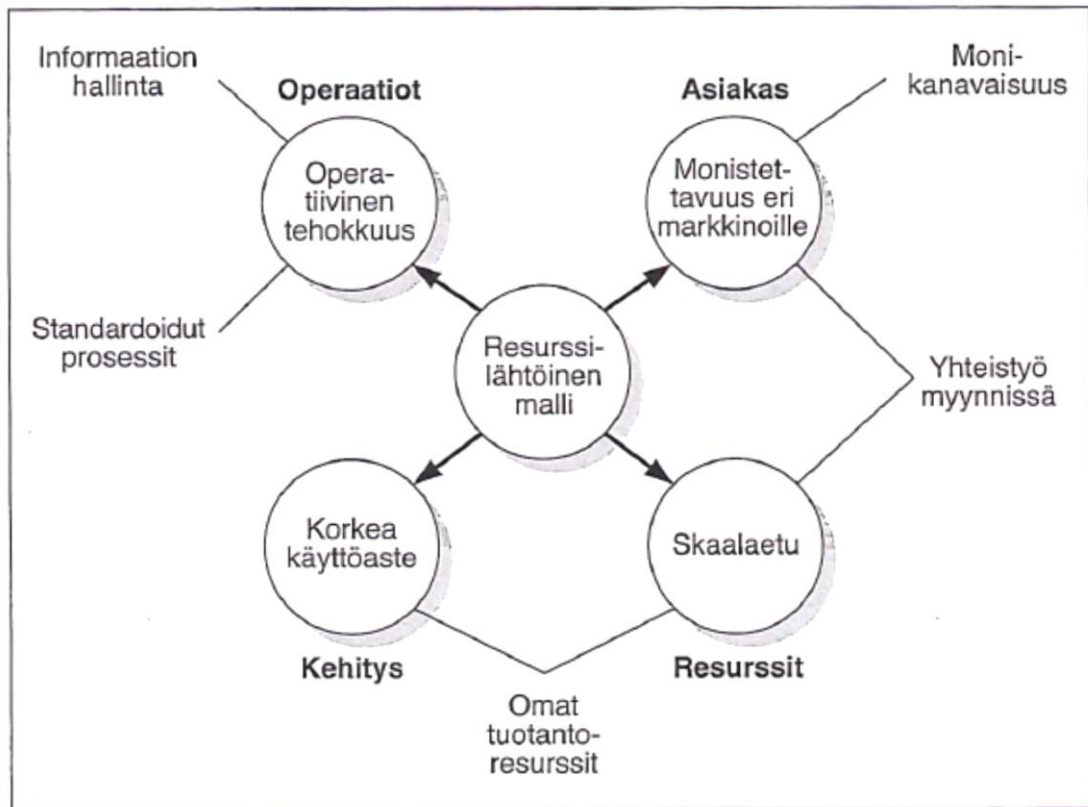 Informaation
hallinta
Operaatiot
Asiakas
Moni-
kanavaisuus
Opera-
tiivinen
tehokkuus
Monistet-
tavuus eri
markkinoille
Standardoidut
prosessit
Resurssi-
lähtöinen
malli
Yhteistyö
myynnissä
Korkea
käyttöaste
Skaalaetu
Kehitys
Resurssit
Omat
tuotanto-
resurssit